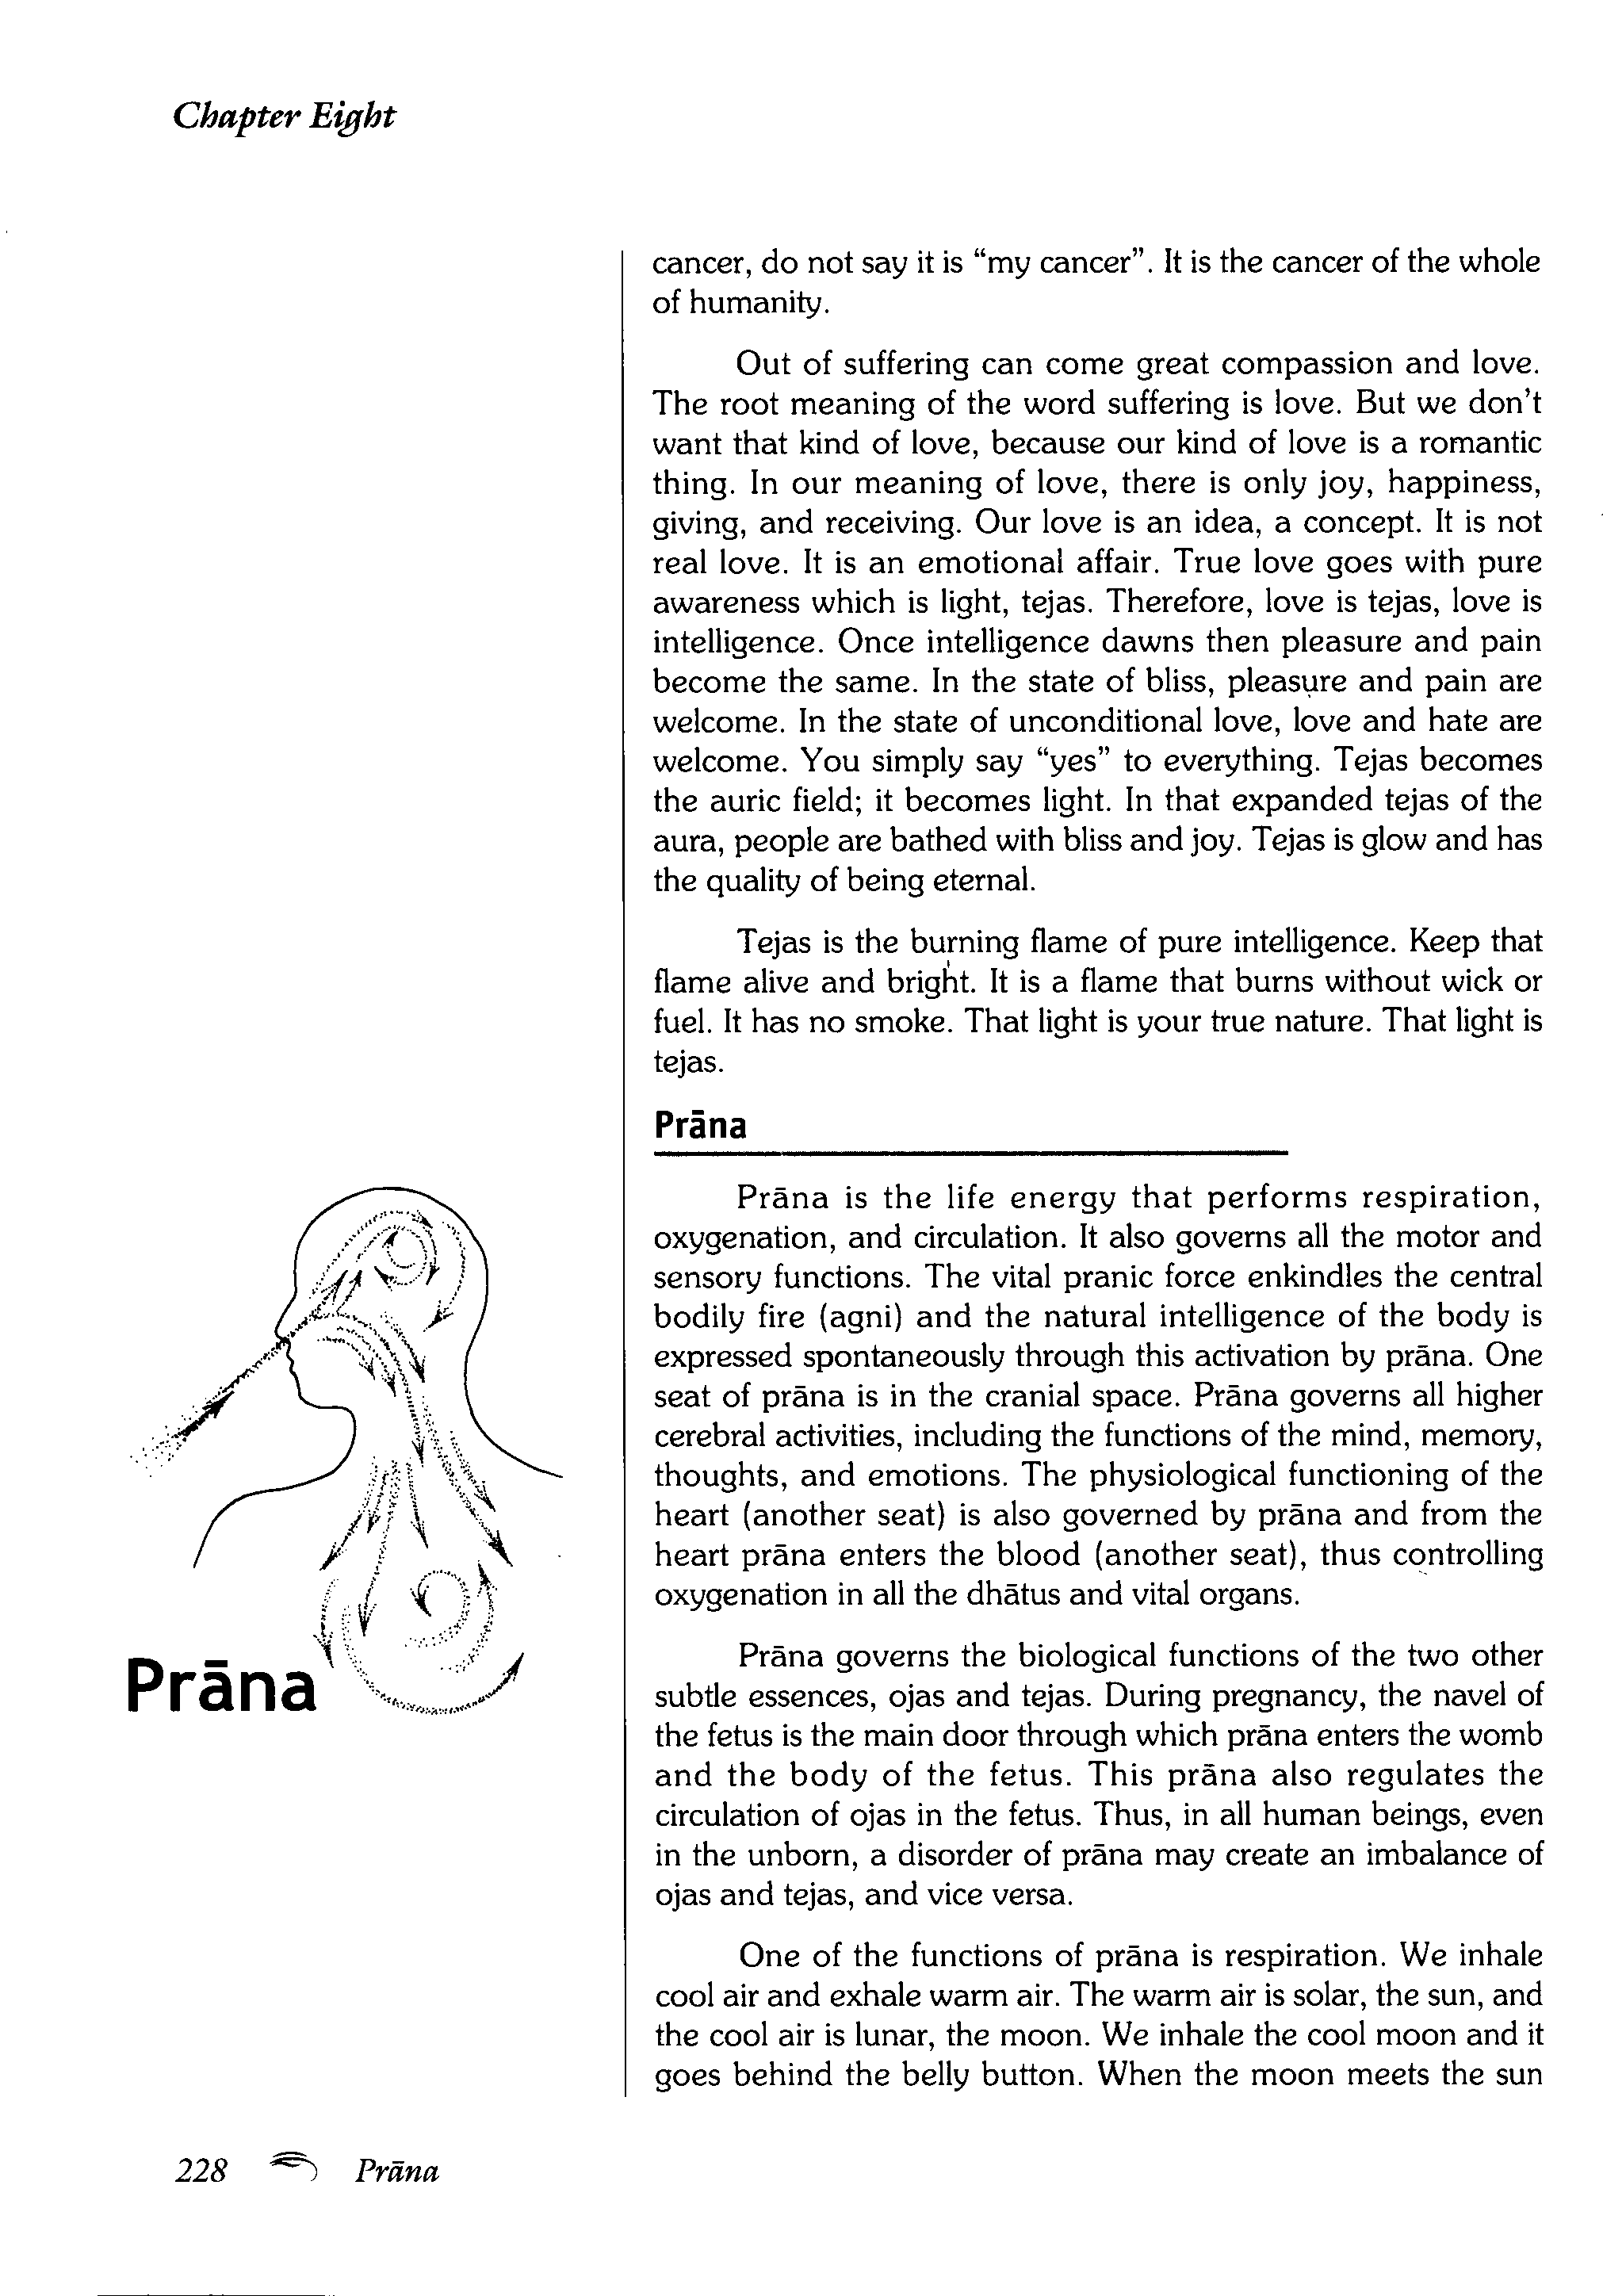 Chapter Eight
cancer, do not say it is “my cancer”. It is the cancer of the whole
of humanity.
Out of suffering can come great compassion and love.
The root meaning of the word suffering is love. But we don’t
want that kind of love, because our kind of love is a romantic
thing. In our meaning of love, there is only joy, happiness,
giving, and receiving. Our love is an idea, a concept. It is not
real love. It is an emotional affair. True love goes with pure
awareness which is light, tejas. Therefore, love is tejas, love is
intelligence. Once intelligence dawns then pleasure and pain
become the same. In the state of bliss, pleasure and pain are
welcome. In the state of unconditional love, love and hate are
welcome. You simply say “yes” to everything. Tejas becomes
the auric field; it becomes light. In that expanded tejas of the
aura, people are bathed with bliss and joy. Tejas is glow and has
the quality of being eternal.
Tejas is the burning flame of pure intelligence. Keep that
flame alive and bright. It is a flame that burns without wick or
fuel. It has no smoke. That light is your true nature. That light is
tejas.
Prāna
Prāna is the life energy that performs respiration,
oxygenation, and circulation. It also governs all the motor and
sensory functions. The vital pranic force enkindles the central
bodily fire (agni) and the natural intelligence of the body is
expressed spontaneously through this activation by prāna. One
seat of prāna is in the cranial space. Prāna governs all higher
cerebral activities, including the functions of the mind, memory,
thoughts, and emotions. The physiological functioning of the
heart (another seat) is also governed by prāna and from the
heart prāna enters the blood (another seat), thus controlling
oxygenation in all the dhātus and vital organs.
Prāna
Prāna governs the biological functions of the two other
subtle essences, ojas and tejas. During pregnancy, the navel of
the fetus is the main door through which prāna enters the womb
and the body of the fetus. This prāna also regulates the
circulation of ojas in the fetus. Thus, in all human beings, even
in the unborn, a disorder of prāna may create an imbalance of
ojas and tejas, and vice versa.
One of the functions of prāna is respiration. We inhale
cool air and exhale warm air. The warm air is solar, the sun, and
the cool air is lunar, the moon. We inhale the cool moon and it
goes behind the belly button. When the moon meets the sun
228 Prāna